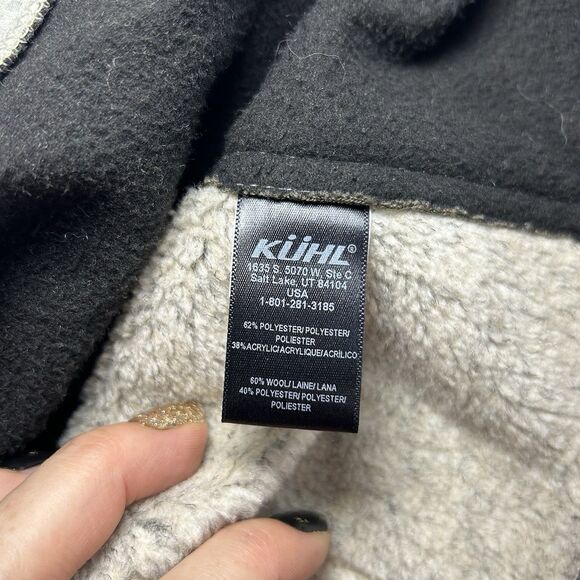 KÜHL®
1635 S. 5070 W. Ste C
Salt Lake, UT 84104
USA
1-801-281-3185
62% POLYESTER/POLYESTER/
POLIESTER
38%ACRYLIC/ACRYLIQUE/ACRÍLICO
60% WOOL/ LAINE/ LANA
40% POLYESTER/ POLYESTER/
POLIESTER